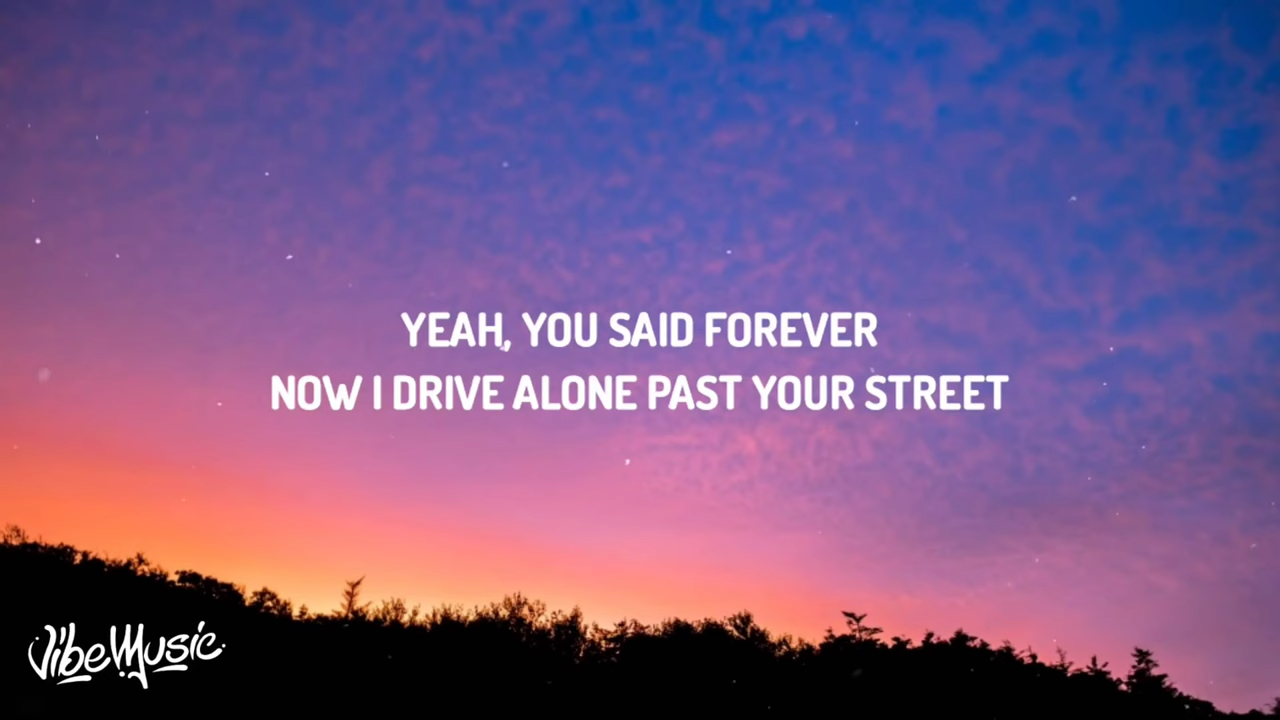 YEAH, YOU SAID FOREVER
NOW I DRIVE ALONE PAST YOUR STREET
VibeMusic